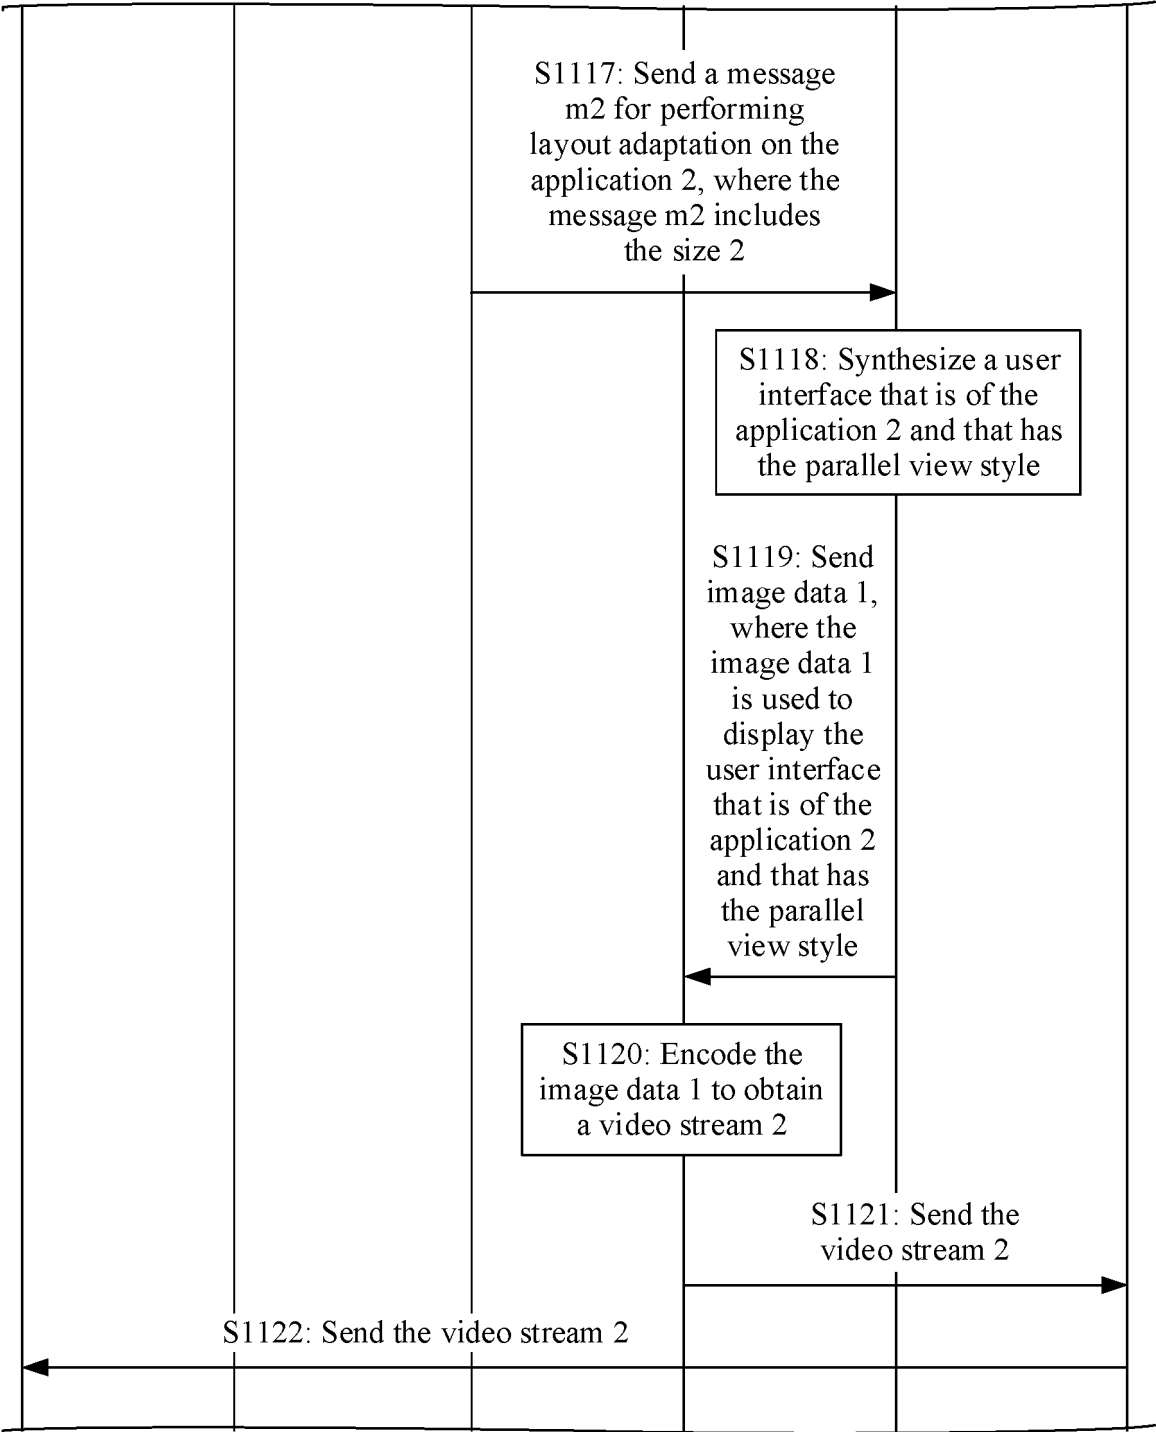 S1117: Send a message
m2 for performing
layout adaptation on the
application 2, where the
message m2 includes
the size 2
S1118: Synthesize a user
interface that is of the
application 2 and that has
the parallel view style
S1119: Send
image data 1,
where the
image data 1
is used to
display the
user interface
that is of the
application 2
and that has
the parallel
view style
S1120: Encode the
image data 1 to obtain
a video stream 2
S1121: Send the
video stream 2
S1122: Send the video stream 2